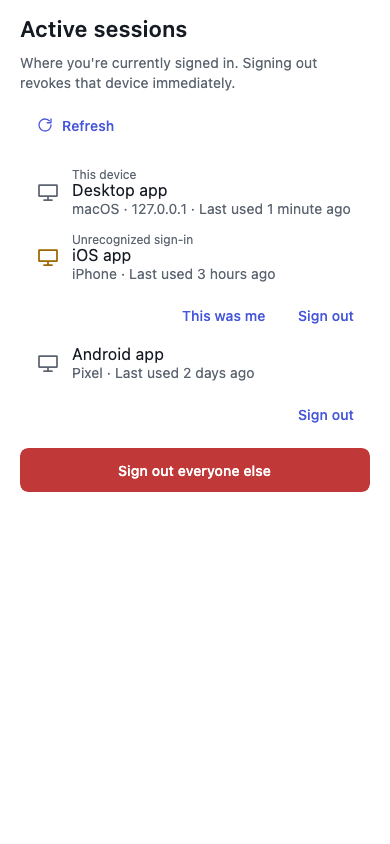 Active sessions
Where you're currently signed in. Signing out
revokes that device immediately.
Refresh
This device
Desktop app
macOS · 127.0.0.1 · Last used 1 minute ago
Unrecognized sign-in
iOS app
iPhone · Last used 3 hours ago
This was me Sign out
Android app
Pixel · Last used 2 days ago
Sign out
Sign out everyone else